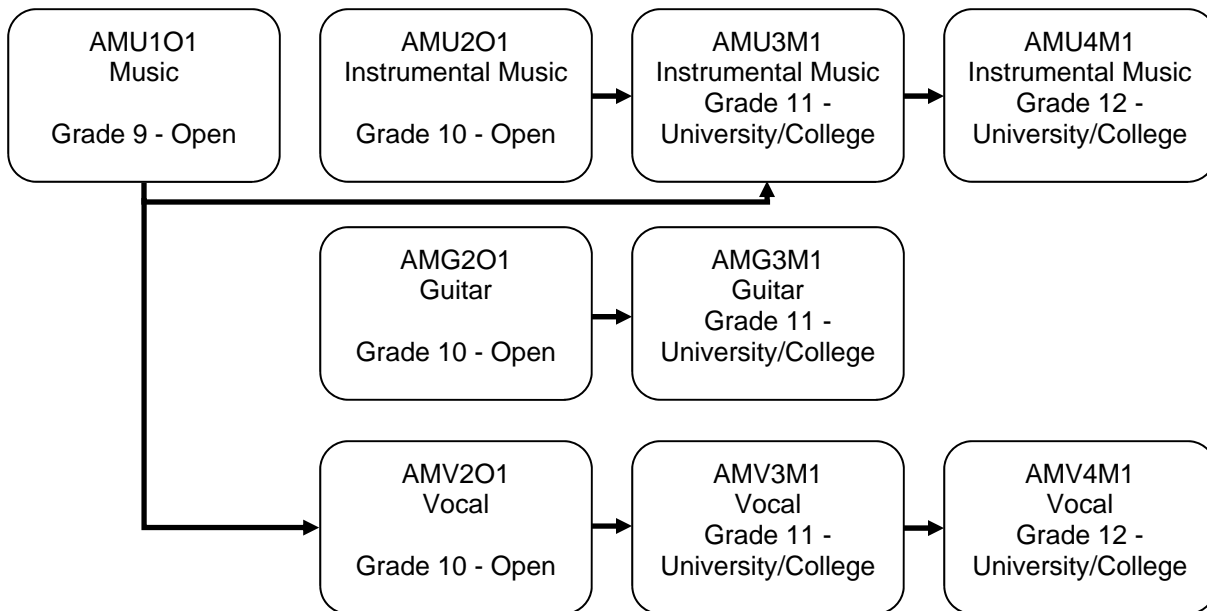 AMU1O1
Music
Grade 9 - Open
AMU2O1
Instrumental Music
Grade 10 - Open
AMU3M1
Instrumental Music
Grade 11 -
University/College
AMU4M1
Instrumental Music
Grade 12 -
University/College
AMG2O1
Guitar
Grade 10 - Open
AMG3M1
Guitar
Grade 11 -
University/College
AMV2O1
Vocal
Grade 10 - Open
AMV3M1
Vocal
Grade 11 -
University/College
AMV4M1
Vocal
Grade 12 -
University/College